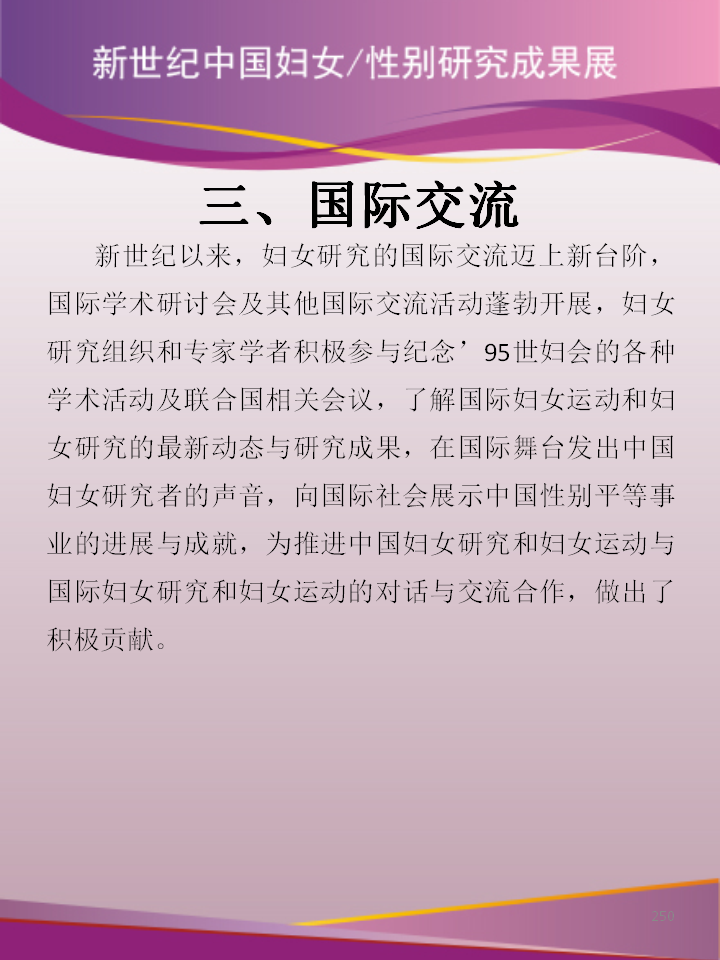 新世纪中国妇女/性别研究成果展
三、国际交流
新世纪以来，妇女研究的国际交流迈上新台阶，
国际学术研讨会及其他国际交流活动蓬勃开展，妇女
研究组织和专家学者积极参与纪念’95世妇会的各种
学术活动及联合国相关会议，了解国际妇女运动和妇
女研究的最新动态与研究成果，在国际舞台发出中国
妇女研究者的声音，向国际社会展示中国性别平等事
业的进展与成就，为推进中国妇女研究和妇女运动与
国际妇女研究和妇女运动的对话与交流合作，做出了
积极贡献。
250